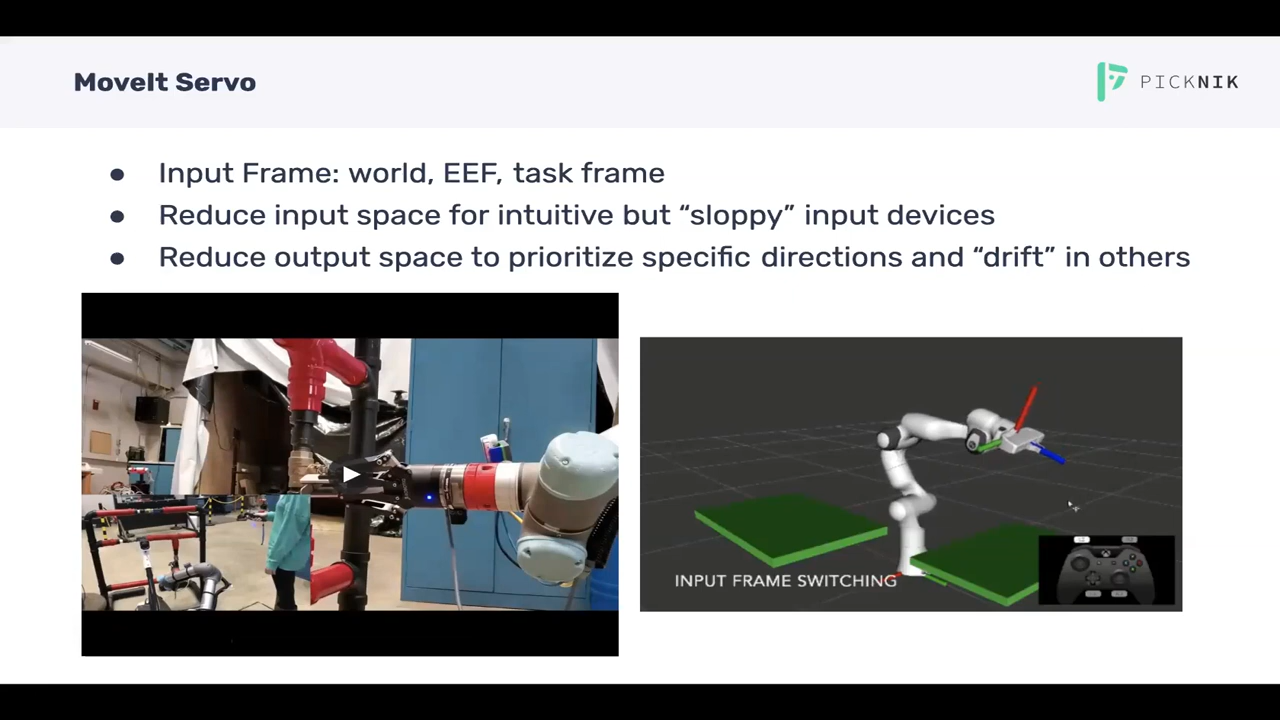 MoveIt Servo
PICKNIK
● Input Frame: world, EEF, task frame
● Reduce input space for intuitive but “sloppy” input devices
● Reduce output space to prioritize specific directions and “drift” in others
INPUT FRAME SWITCHING